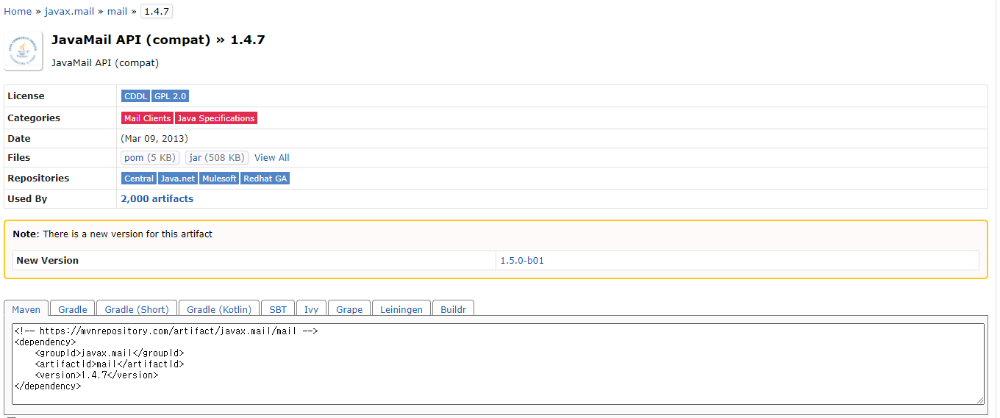 Home » javax.mail » mail » 1.4.7
JavaMail API (compat) » 1.4.7
JavaMail API (compat)
License CDDL GPL 2.0
Categories Mail Clients Java Specifications
Date (Mar 09, 2013)
Files pom (5 KB) jar (508 KB) View All
Repositories Central Java.net Mulesoft Redhat GA
Used By 2,000 artifacts
Note: There is a new version for this artifact
New Version 1.5.0-b01
Maven Gradle Gradle (Short) Gradle (Kotlin) SBT Ivy Grape Leiningen Buildr
<!-- https://mvnrepository.com/artifact/javax.mail/mail -->
<dependency>
    <groupId>javax.mail</groupId>
    <artifactId>mail</artifactId>
    <version>1.4.7</version>
</dependency>